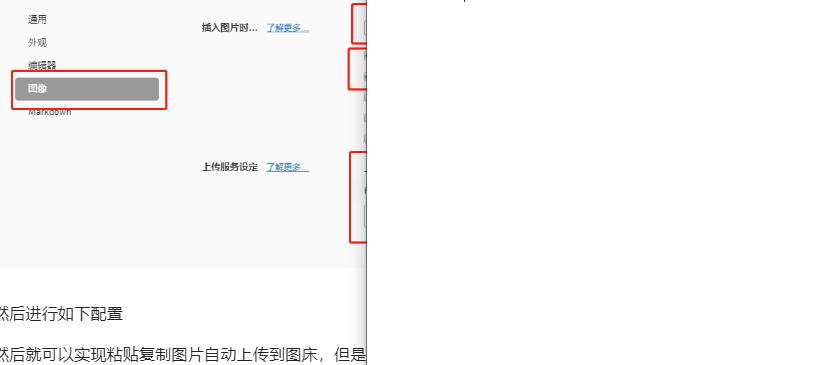 通用
插入图片时... 了解更多...
外观
编辑器
图像
Markdown
上传服务设定 了解更多...
然后进行如下配置
然后就可以实现粘贴复制图片自动上传到图床，但是